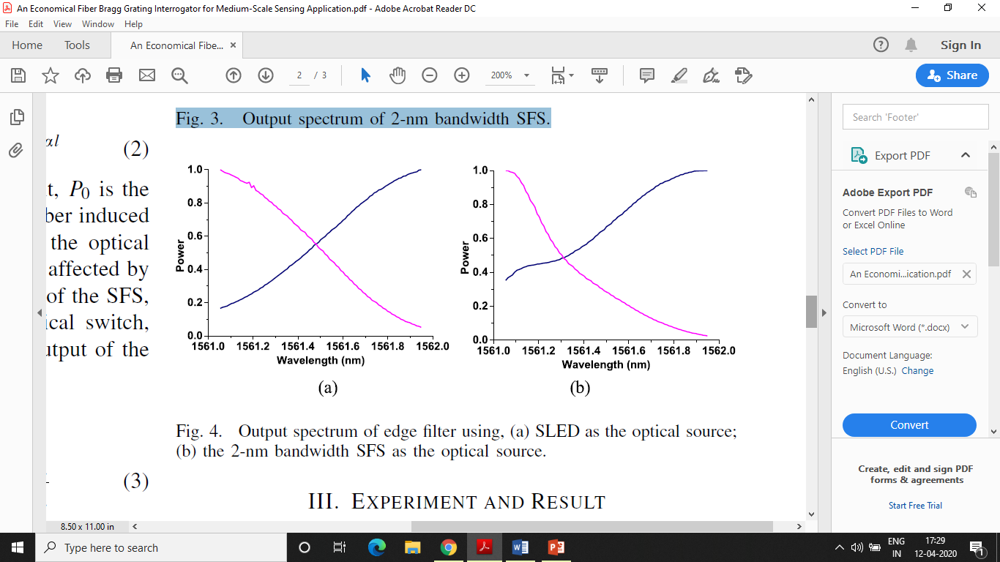 An Economical Fiber Bragg Grating Interrogator for Medium-Scale Sensing Application.pdf - Adobe Acrobat Reader DC
File Edit View Window Help
Home Tools An Economical Fibe... × Sign In
2 / 3 200% Share
Fig. 3. Output spectrum of 2-nm bandwidth SFS.
αl
(2)
t, P0 is the
ber induced
the optical
affected by
of the SFS,
ical switch,
utput of the
(3)
1.0
0.8
0.6
0.4
0.2
0.0
Power
1561.0 1561.2 1561.4 1561.6 1561.8 1562.0
Wavelength (nm)
(a)
1.0
0.8
0.6
0.4
0.2
0.0
Power
1561.0 1561.2 1561.4 1561.6 1561.8 1562.0
Wavelength (nm)
(b)
Fig. 4. Output spectrum of edge filter using, (a) SLED as the optical source;
(b) the 2-nm bandwidth SFS as the optical source.
III. EXPERIMENT AND RESULT
8.50 x 11.00 in
Search 'Footer'
Export PDF
Adobe Export PDF
Convert PDF Files to Word
or Excel Online
Select PDF File
An Economi...ication.pdf
Convert to
Microsoft Word (*.docx)
Document Language:
English (U.S.) Change
Convert
Create, edit and sign PDF
forms & agreements
Start Free Trial
Type here to search
ENG
IN
17:29
12-04-2020
1